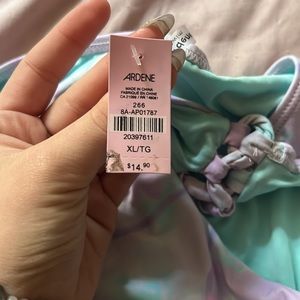 ARDENE
MADE IN CHINA
FABRIQUÉ EN CHINE
266
8A-AP01787
20397611
XL/TG
$14.90